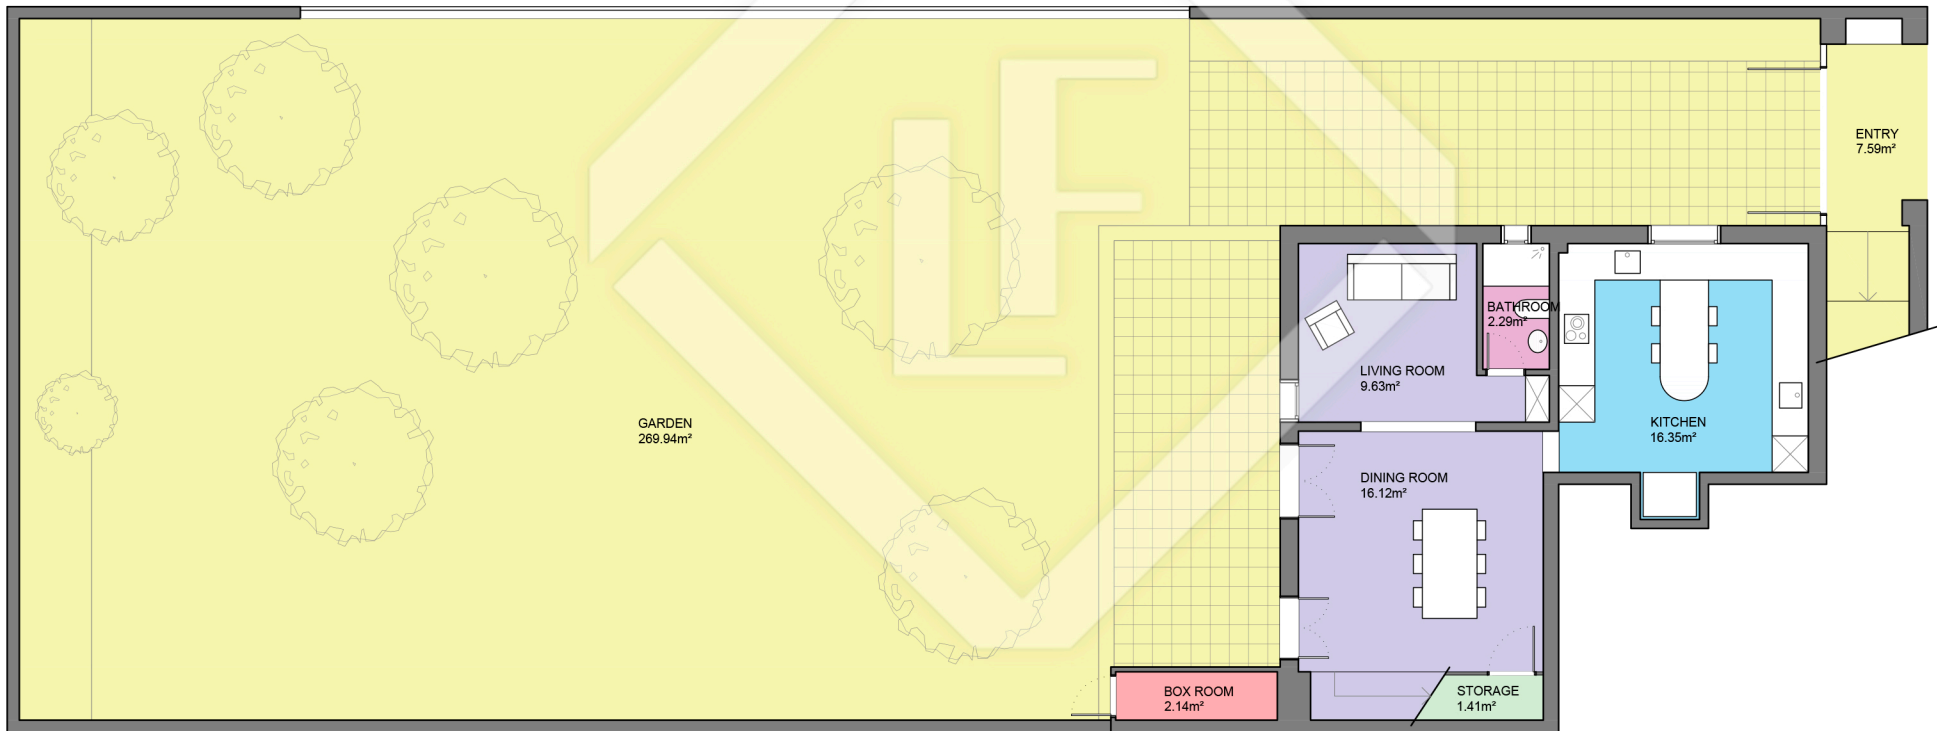 ENTRY
7.59m²
BATHROOM
2.29m²
LIVING ROOM
9.63m²
GARDEN
269.94m²
KITCHEN
16.35m²
DINING ROOM
16.12m²
BOX ROOM
2.14m²
STORAGE
1.41m²
LF